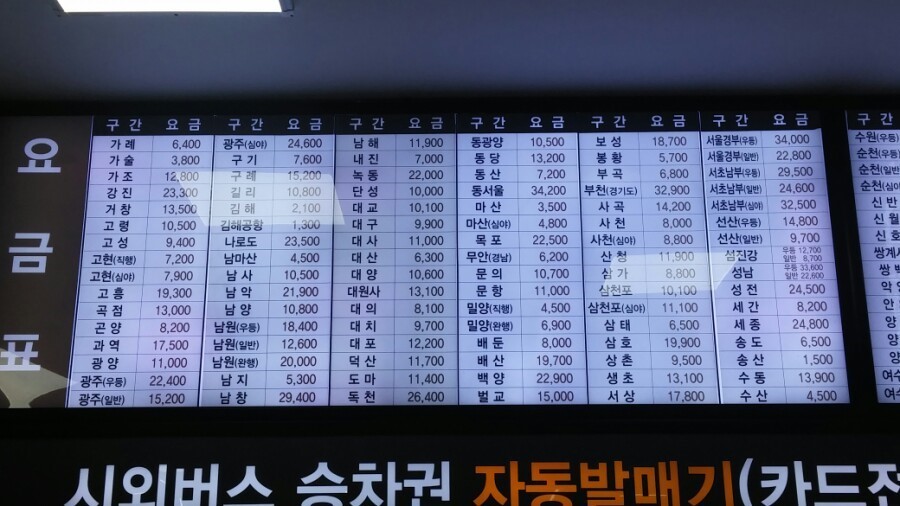 요금표
구간 요금 구간 요금 구간 요금 구간 요금 구간 요금 구간 요금 구간
가례 6,400 광주(심야) 24,600 남해 11,900 동광양 10,500 보성 18,700 서울경부(우등) 34,000 수원(우등)
가술 3,800 구기 7,600 내진 7,000 동당 13,200 봉황 5,700 서울경부(일반) 22,800 순천(우등)
가조 12,800 구례 15,200 녹동 22,000 동산 7,200 부곡 6,800 서초남부(우등) 29,500 순천(일반)
강진 23,300 길리 10,800 단성 10,000 동서울 34,200 부천(경기도) 32,900 서초남부(일반) 24,600 순천(심야)
거창 13,500 김해 2,100 대교 10,100 마산 3,500 사곡 14,200 서초남부(심야) 32,500 신반
고령 10,500 김해공항 1,300 대구 9,900 마산(심야) 4,800 사천 8,000 선산(우등) 14,800 신월
고성 9,400 나로도 23,500 대사 11,000 목포 22,500 사천(심야) 8,800 선산(일반) 9,700 신호
고현(직행) 7,200 남마산 4,500 대산 6,300 무안(경남) 6,200 산청 11,900 섬진강 우등 12,700 일반 8,700 쌍계사
고현(심야) 7,900 남사 10,500 대양 10,600 문의 10,700 삼가 8,800 성남 우등 33,600 일반 22,600 쌍백
고흥 19,300 남악 21,900 대원사 13,100 문항 11,000 삼천포 10,100 성전 24,500
곡점 13,000 남양 10,800 대의 8,100 밀양(직행) 4,500 삼천포(심야) 11,100 세간 8,200
곤양 8,200 남원(우등) 18,400 대치 9,700 밀양(완행) 6,900 삼태 6,500 세종 24,800
과역 17,500 남원(일반) 12,600 대포 12,200 배둔 8,000 삼호 19,900 송도 6,500
광양 11,000 남원(완행) 20,000 덕산 11,700 배산 19,700 상촌 9,500 송산 1,500
광주(우등) 22,400 남지 5,300 도마 11,400 백양 22,900 생초 13,100 수동 13,900
광주(일반) 15,200 남창 29,400 독천 26,400 벌교 15,000 서상 17,800 수산 4,500
시외버스 승차권 자동발매기(카드전